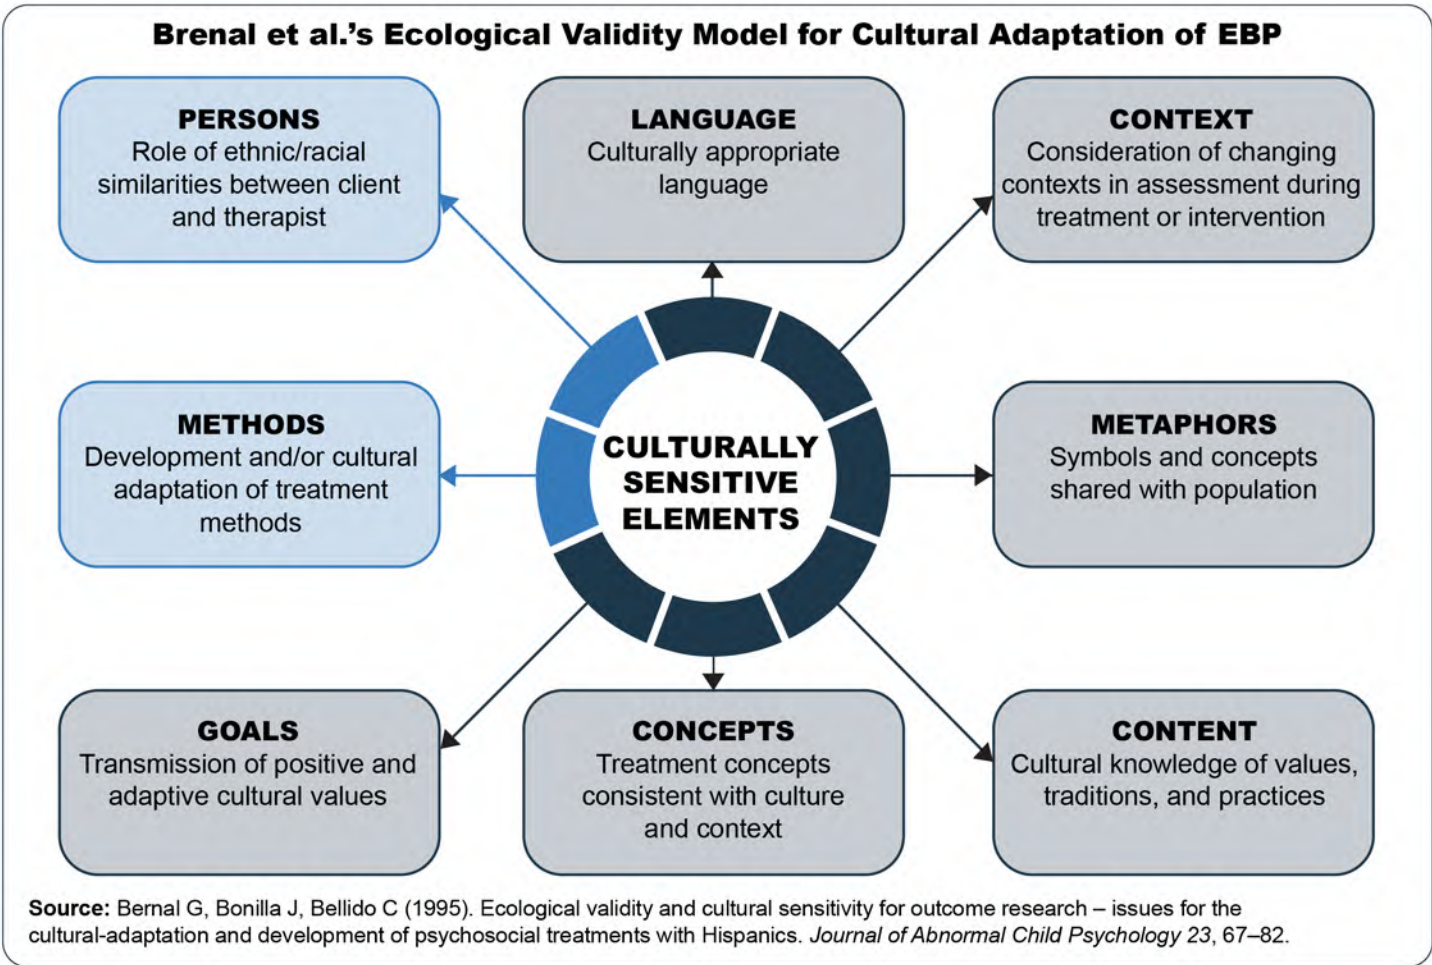 Brenal et al.’s Ecological Validity Model for Cultural Adaptation of EBP
PERSONS
Role of ethnic/racial
similarities between client
and therapist
LANGUAGE
Culturally appropriate
language
CONTEXT
Consideration of changing
contexts in assessment during
treatment or intervention
METHODS
Development and/or cultural
adaptation of treatment
methods
CULTURALLY
SENSITIVE
ELEMENTS
METAPHORS
Symbols and concepts
shared with population
GOALS
Transmission of positive and
adaptive cultural values
CONCEPTS
Treatment concepts
consistent with culture
and context
CONTENT
Cultural knowledge of values,
traditions, and practices
Source: Bernal G, Bonilla J, Bellido C (1995). Ecological validity and cultural sensitivity for outcome research – issues for the
cultural-adaptation and development of psychosocial treatments with Hispanics. Journal of Abnormal Child Psychology 23, 67–82.